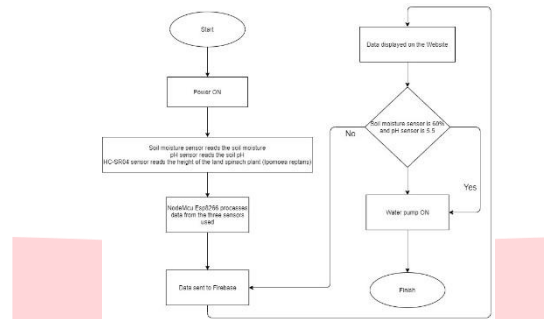 Start
Power ON
Soil moisture sensor reads the soil moisture
pH sensor reads the soil pH
HC-SR04 sensor reads the height of the land spinach plant (Ipomoea reptans)
NodeMcu Esp8266 processes
data from the three sensors
used
Data sent to Firebase
Data displayed on the Website
Soil moisture sensor is 60%
and pH sensor is 5.5
No
Yes
Water pump ON
Finish